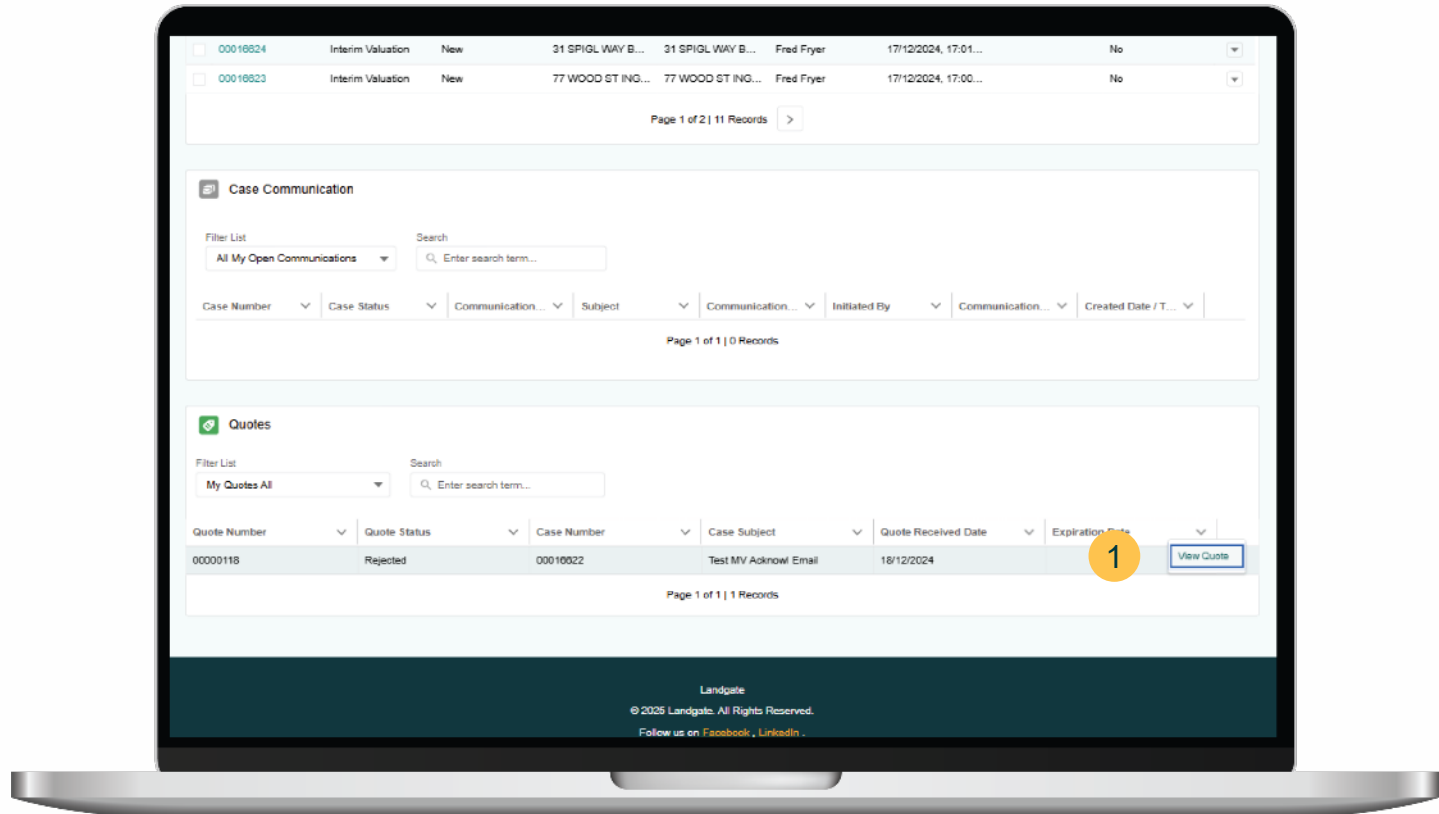 00016624 Interim Valuation New 31 SPIGL WAY B... 31 SPIGL WAY B... Fred Fryer 17/12/2024, 17:01... No
00016623 Interim Valuation New 77 WOOD ST ING... 77 WOOD ST ING... Fred Fryer 17/12/2024, 17:00... No
Page 1 of 2 | 11 Records
Case Communication
Filter List Search
All My Open Communications Enter search term...
Case Number Case Status Communication... Subject Communication... Initiated By Communication... Created Date / T...
Page 1 of 1 | 0 Records
Quotes
Filter List Search
My Quotes All Enter search term...
Quote Number Quote Status Case Number Case Subject Quote Received Date Expiration Date
00000118 Rejected 00016622 Test MV Acknowl Email 18/12/2024 1 View Quote
Page 1 of 1 | 1 Records
Landgate
© 2025 Landgate. All Rights Reserved.
Follow us on Facebook , LinkedIn .